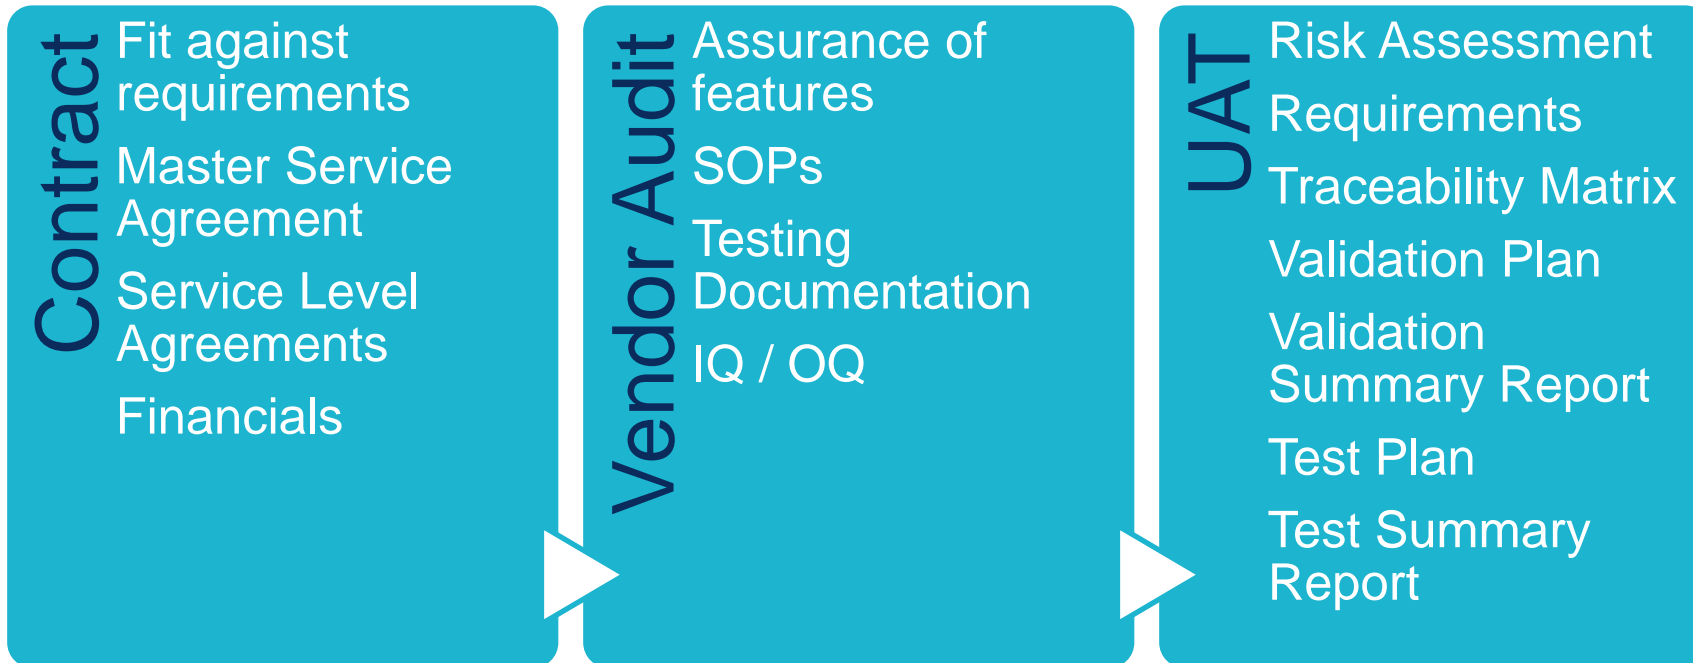 Contract
Fit against
requirements
Master Service
Agreement
Service Level
Agreements
Financials
Vendor Audit
Assurance of
features
SOPs
Testing
Documentation
IQ / OQ
UAT
Risk Assessment
Requirements
Traceability Matrix
Validation Plan
Validation
Summary Report
Test Plan
Test Summary
Report